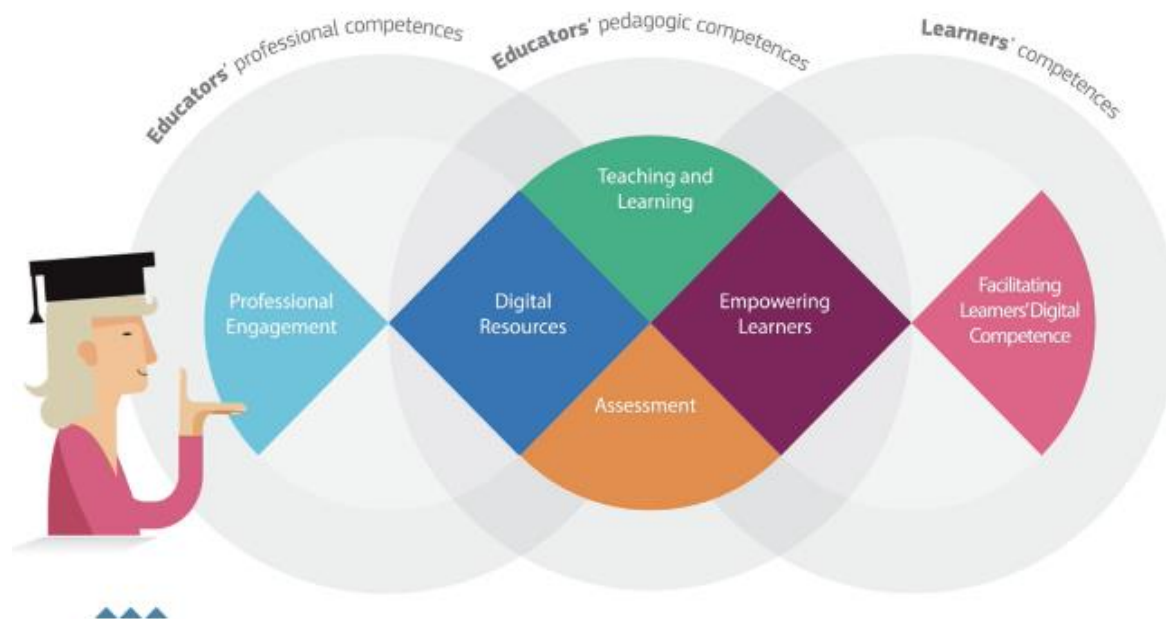 Educators' professional competences
Educators' pedagogic competences
Learners' competences
Teaching and
Learning
Professional
Engagement
Digital
Resources
Empowering
Learners
Facilitating
Learners' Digital
Competence
Assessment